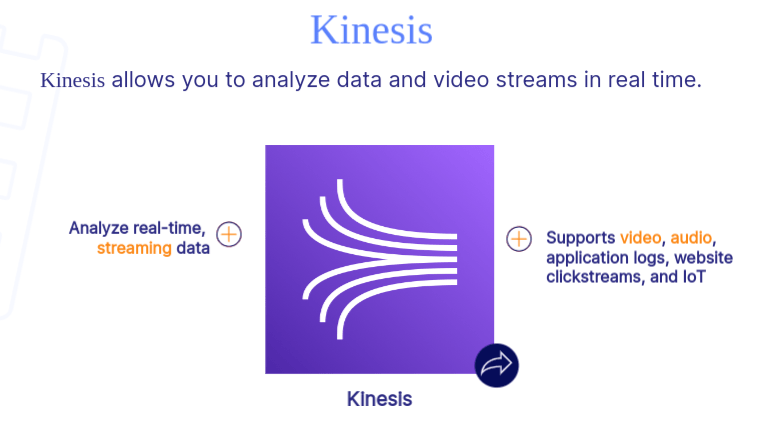 Kinesis
Kinesis allows you to analyze data and video streams in real time.
Analyze real-time,
streaming data
Supports video, audio,
application logs, website
clickstreams, and IoT
Kinesis